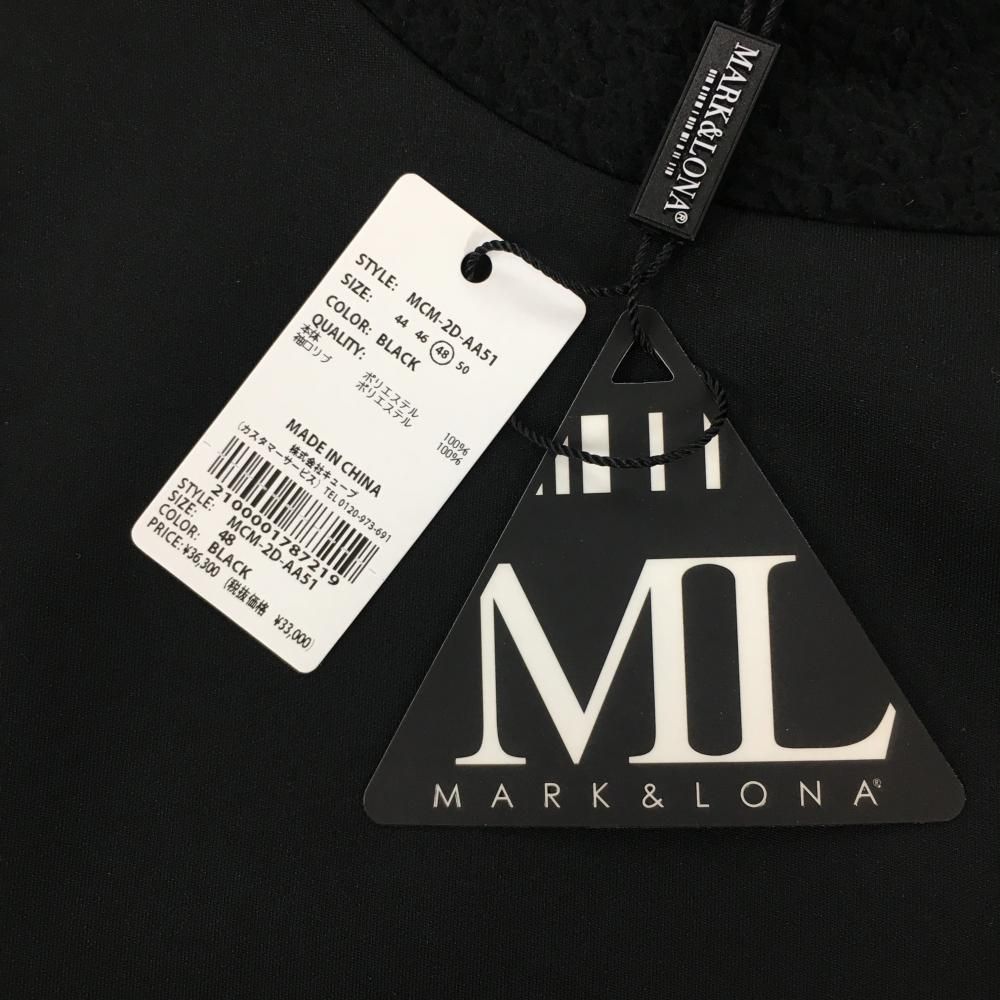 MARK&LONA®
STYLE: MCM-2D-AA51
SIZE: 44 46 48 50
COLOR: BLACK
QUALITY:
本体 ポリエステル 100%
袖口リブ ポリエステル 100%
MADE IN CHINA
株式会社キューブ
(カスタマーサービス) TEL 0120-973-691
2100001787219
STYLE: MCM-2D-AA51
SIZE: 48
COLOR: BLACK
PRICE: ¥36,300 (税抜価格 ¥33,000)
ML
MARK&LONA®